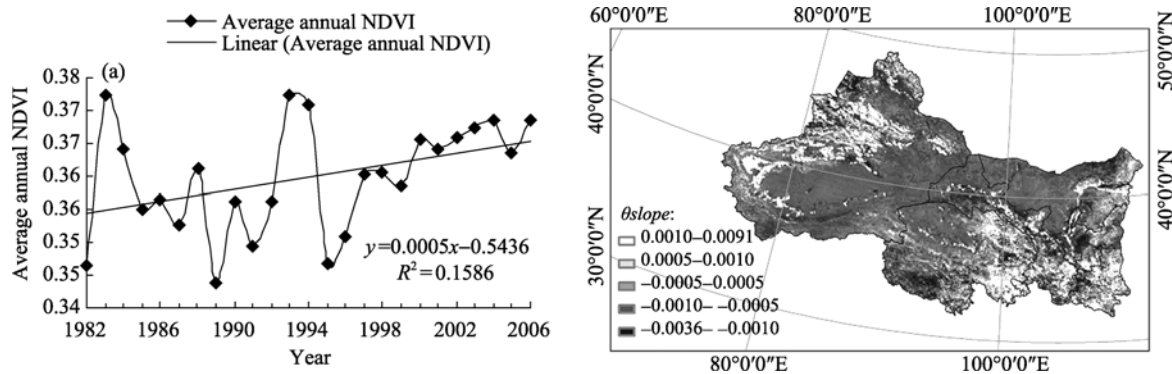 Average annual NDVI
Linear (Average annual NDVI)
(a)
Average annual NDVI
0.38
0.37
0.37
0.36
0.36
0.35
0.35
0.34
y=0.0005x−0.5436
R²=0.1586
1982 1986 1990 1994 1998 2002 2006
Year
60°0′0″E 80°0′0″E 100°0′0″E
50°0′0″N
40°0′0″N
40°0′0″N
30°0′0″N
θslope:
0.0010–0.0091
0.0005–0.0010
−0.0005–0.0005
−0.0010– −0.0005
−0.0036– −0.0010
80°0′0″E 100°0′0″E